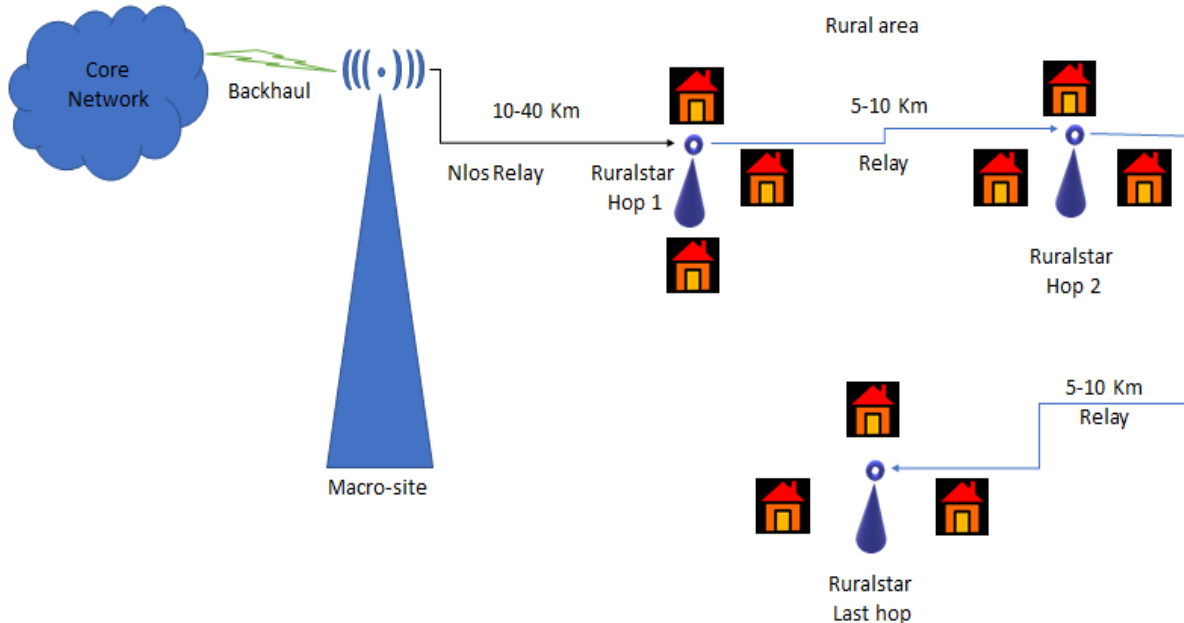 Rural area
Core
Network
Backhaul
10-40 Km
Nlos Relay
Ruralstar
Hop 1
5-10 Km
Relay
Ruralstar
Hop 2
5-10 Km
Relay
Macro-site
Ruralstar
Last hop